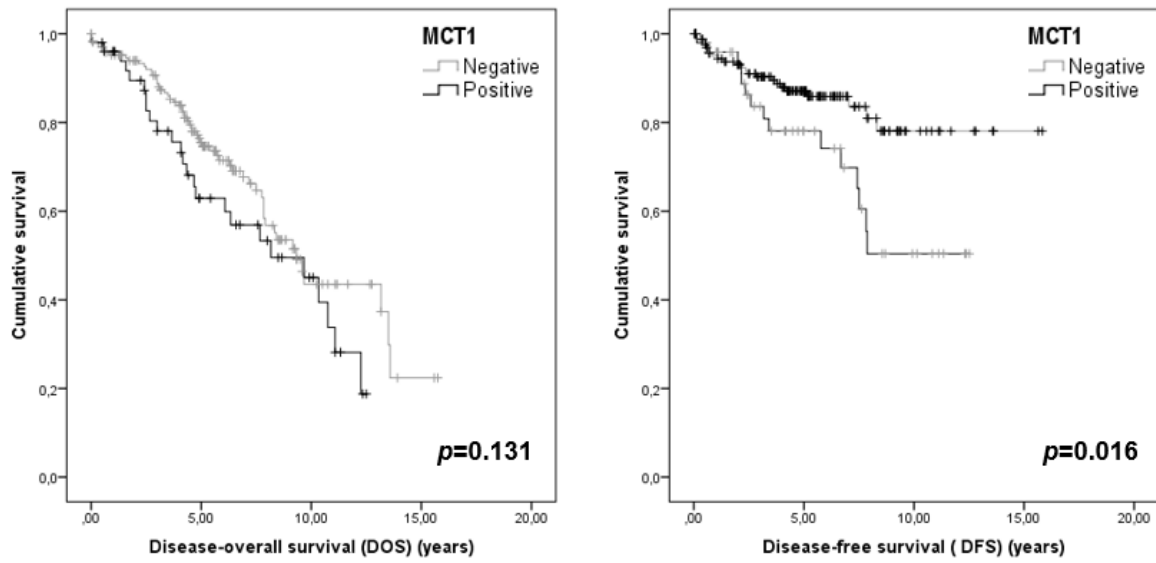 MCT1
Negative
Positive
1,0
0,8
0,6
0,4
0,2
0,0
Cumulative survival
p=0.131
,00 5,00 10,00 15,00 20,00
Disease-overall survival (DOS) (years)
MCT1
Negative
Positive
1,0
0,8
0,6
0,4
0,2
0,0
Cumulative survival
p=0.016
,00 5,00 10,00 15,00 20,00
Disease-free survival ( DFS) (years)